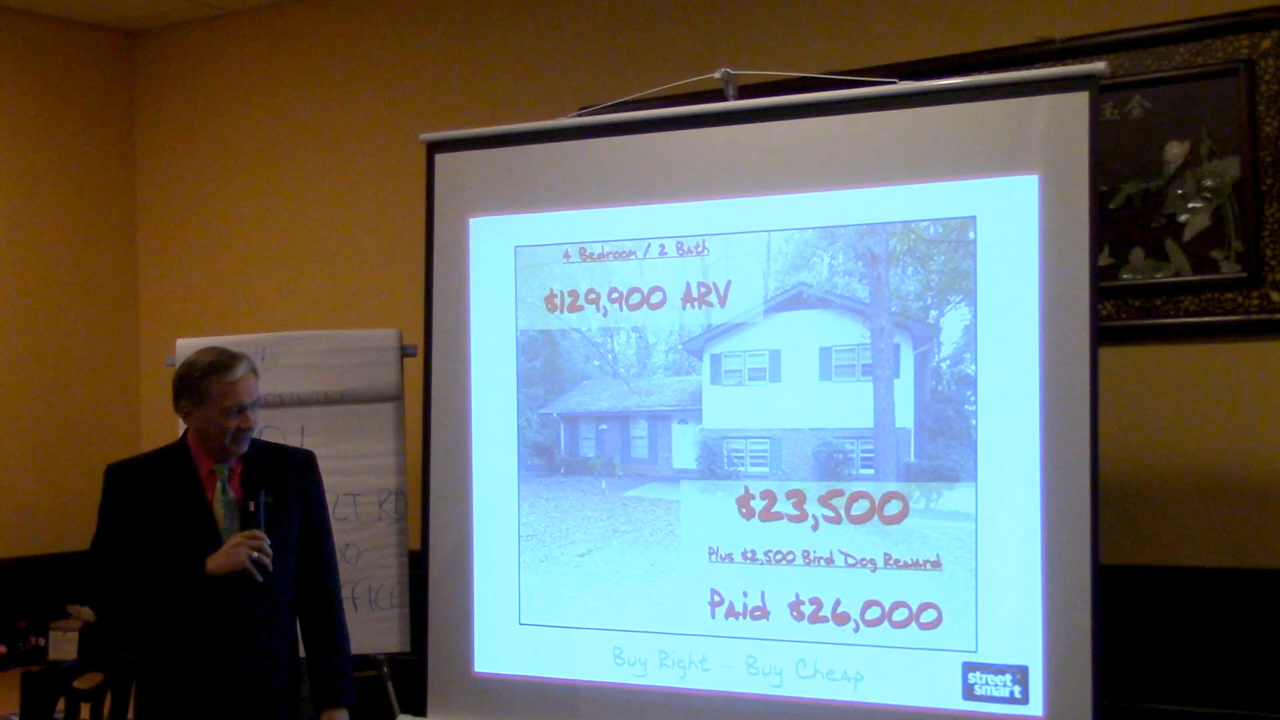 4 Bedroom / 2 Bath
$129,900 ARV
$23,500
Plus $2,500 Bird Dog Reward
Paid $26,000
Buy Right - Buy Cheap
street
smart